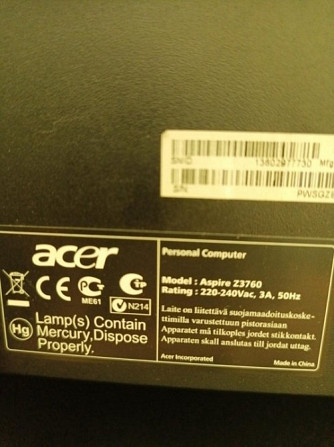 SNID
Mfg
S/N
acer
CE
ME61
N214
Hg
Lamp(s) Contain
Mercury,Dispose
Properly.
Personal Computer
Model : Aspire Z3760
Rating : 220-240Vac, 3A, 50Hz
Laite on liitettävä suojamaadoituskoske-
ttimilla varustettuun pistorasiaan
Apparatet må tilkoples jordet stikkontakt.
Apparaten skall anslutas till jordat uttag.
Acer Incorporated
Made in China